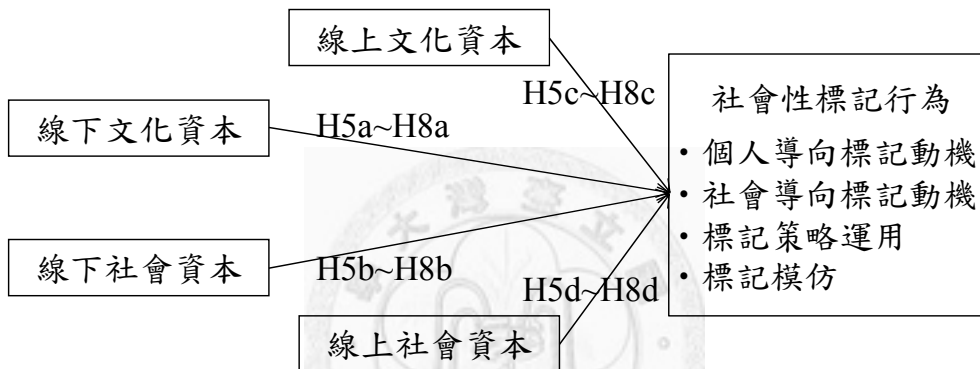 線上文化資本
H5c~H8c
社會性標記行為
線下文化資本
H5a~H8a
・個人導向標記動機
・社會導向標記動機
・標記策略運用
・標記模仿
線下社會資本
H5b~H8b
H5d~H8d
線上社會資本